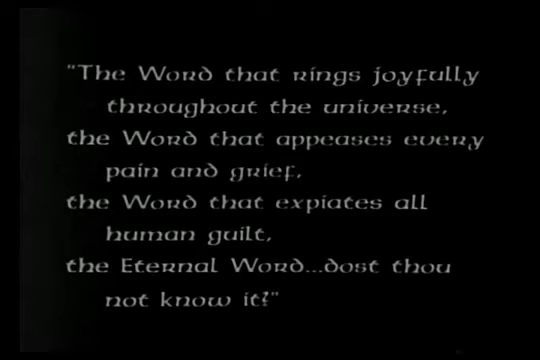 "The Word that rings joyfully
throughout the universe,
the Word that appeases every
pain and grief,
the Word that expiates all
human guilt,
the Eternal Word...dost thou
not know it?"